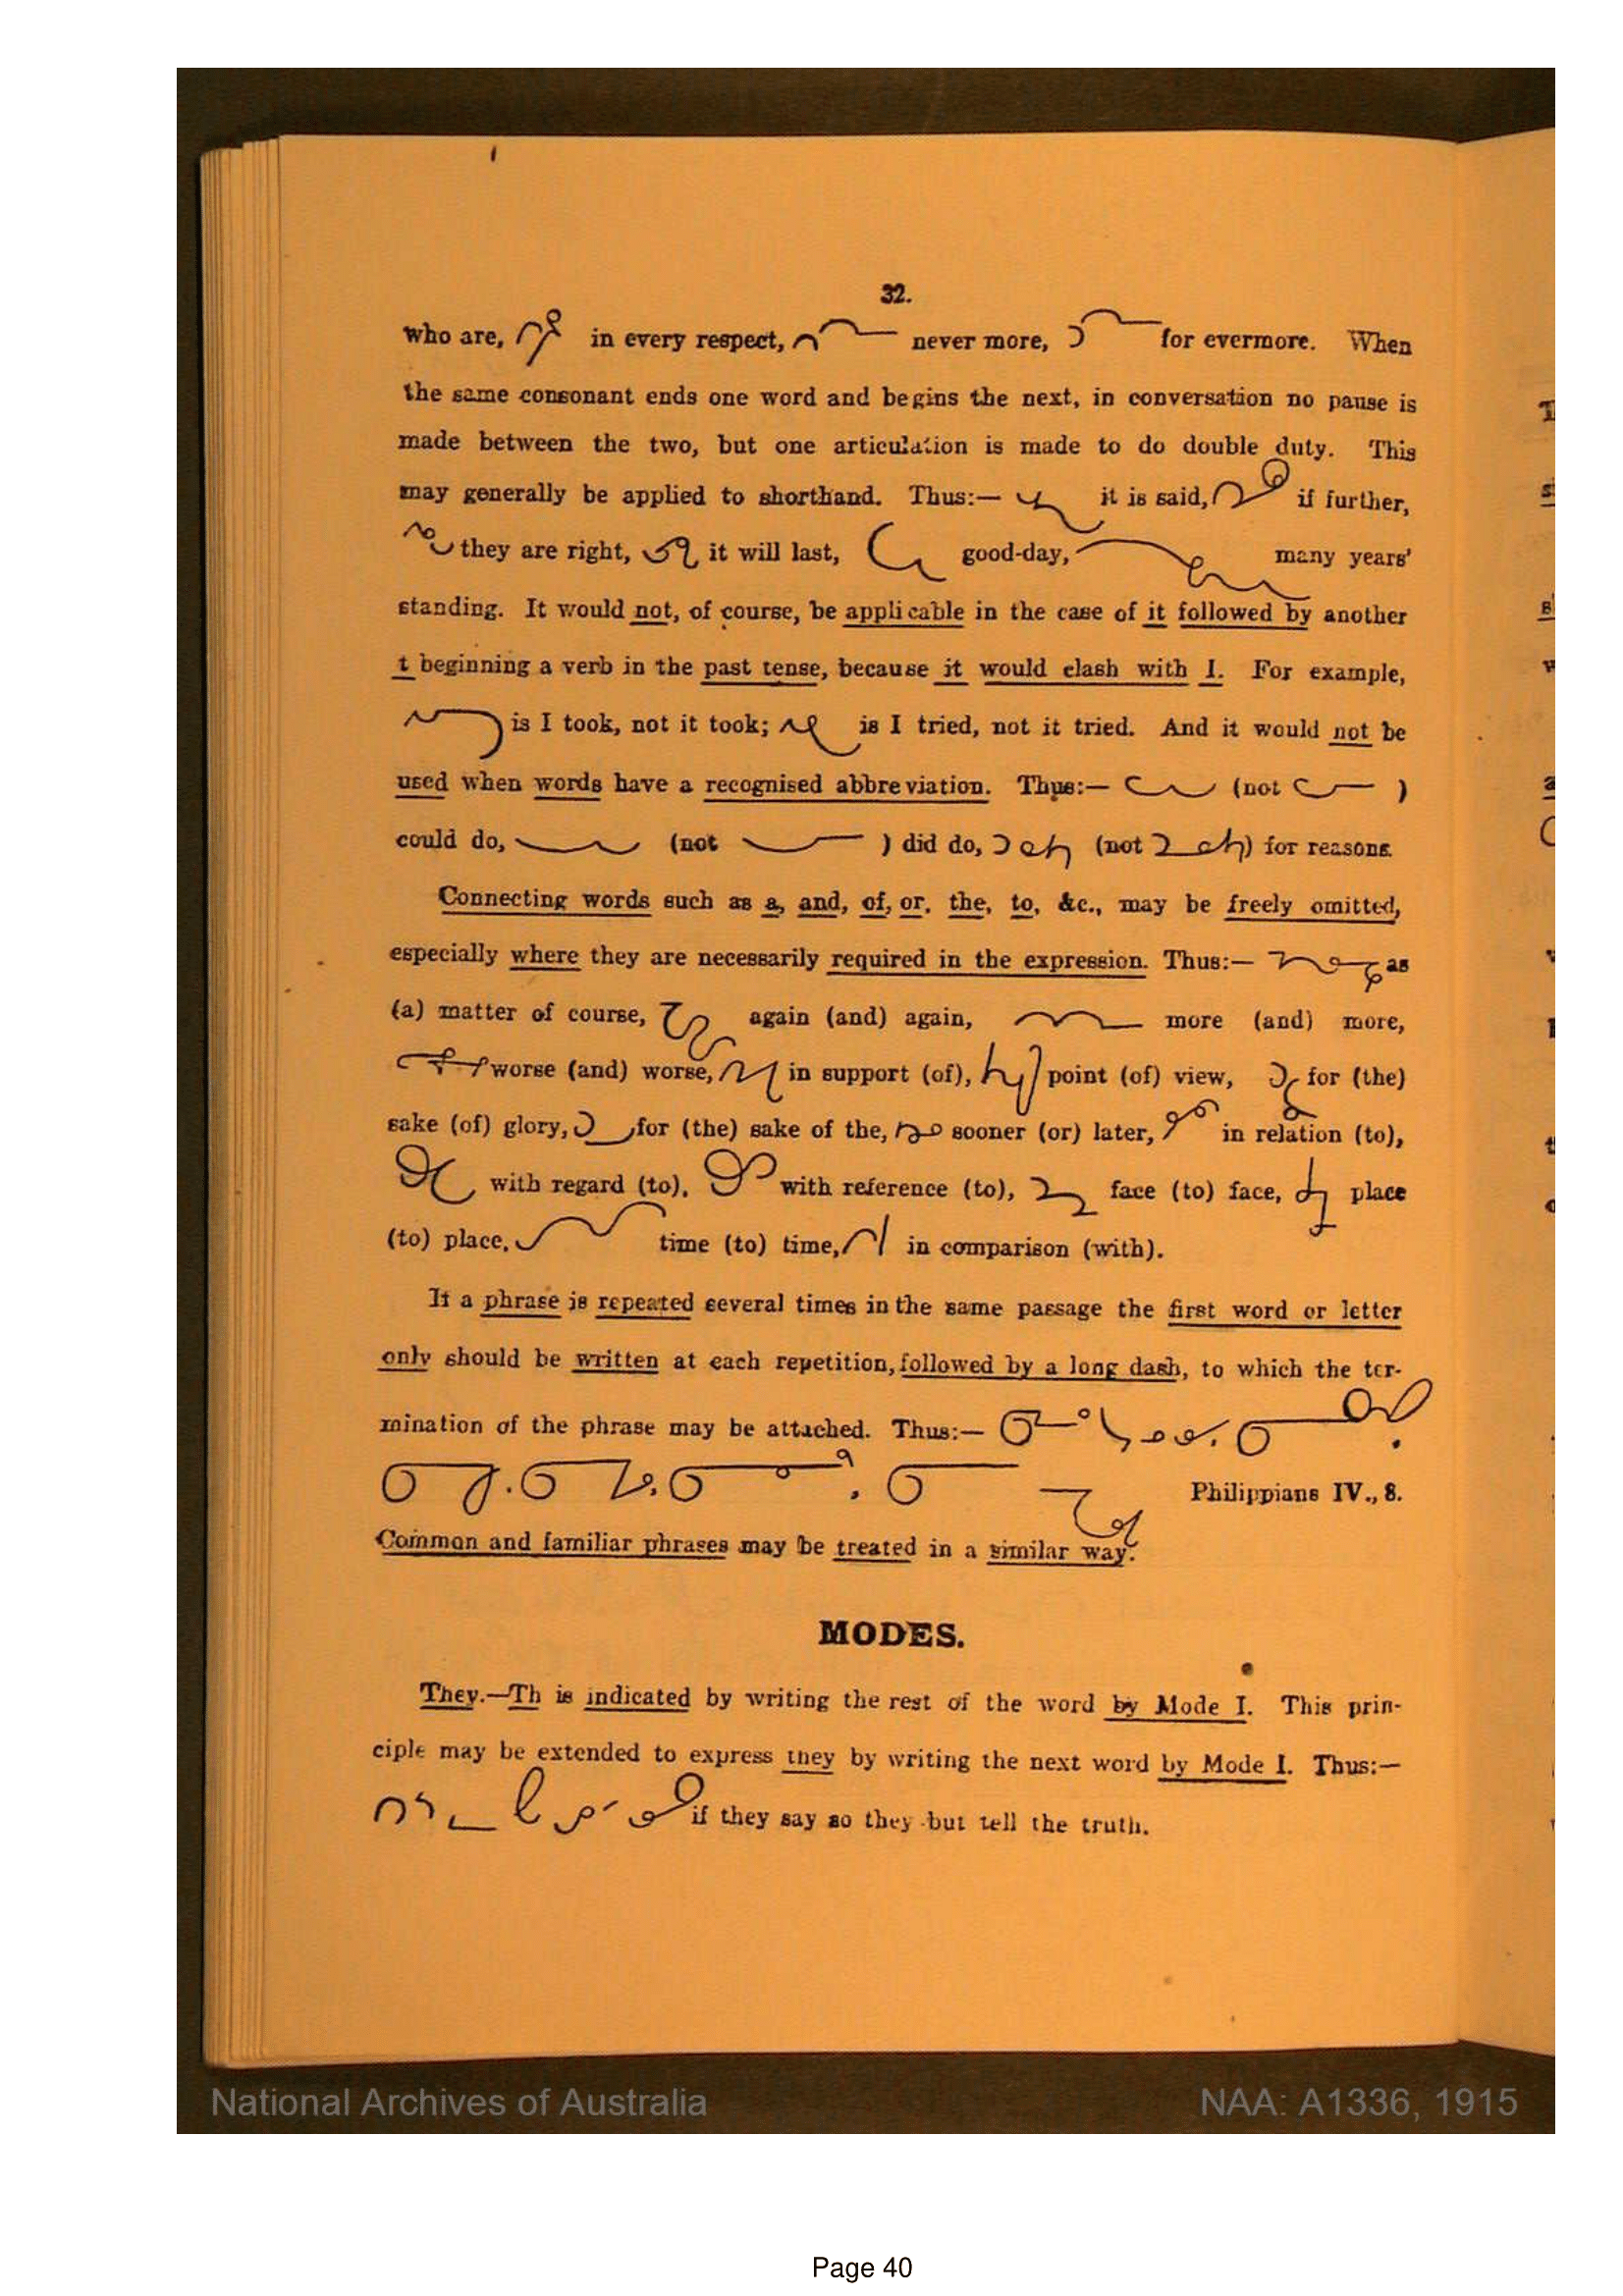 32.
who are, in every respect, never more, for evermore. When
the same consonant ends one word and begins the next, in conversation no pause is
made between the two, but one articulation is made to do double duty. This
may generally be applied to shorthand. Thus:— it is said, if further,
they are right, it will last, good-day, many years'
standing. It would not, of course, be applicable in the case of it followed by another
t beginning a verb in the past tense, because it would clash with I. For example,
is I took, not it took; is I tried, not it tried. And it would not be
used when words have a recognised abbreviation. Thus:— (not )
could do, (not ) did do, (not ) for reasons.
Connecting words such as a, and, of, or, the, to, &c., may be freely omitted,
especially where they are necessarily required in the expression. Thus:— as
(a) matter of course, again (and) again, more (and) more,
worse (and) worse, in support (of), point (of) view, for (the)
sake (of) glory, for (the) sake of the, sooner (or) later, in relation (to),
with regard (to), with reference (to), face (to) face, place
(to) place, time (to) time, in comparison (with).
If a phrase is repeated several times in the same passage the first word or letter
only should be written at each repetition, followed by a long dash, to which the ter-
mination of the phrase may be attached. Thus:—
Philippians IV., 8.
Common and familiar phrases may be treated in a similar way.
MODES.
They.—Th is indicated by writing the rest of the word by Mode I. This prin-
ciple may be extended to express they by writing the next word by Mode I. Thus:—
if they say so they but tell the truth.
National Archives of Australia
NAA: A1336, 1915
Page 40